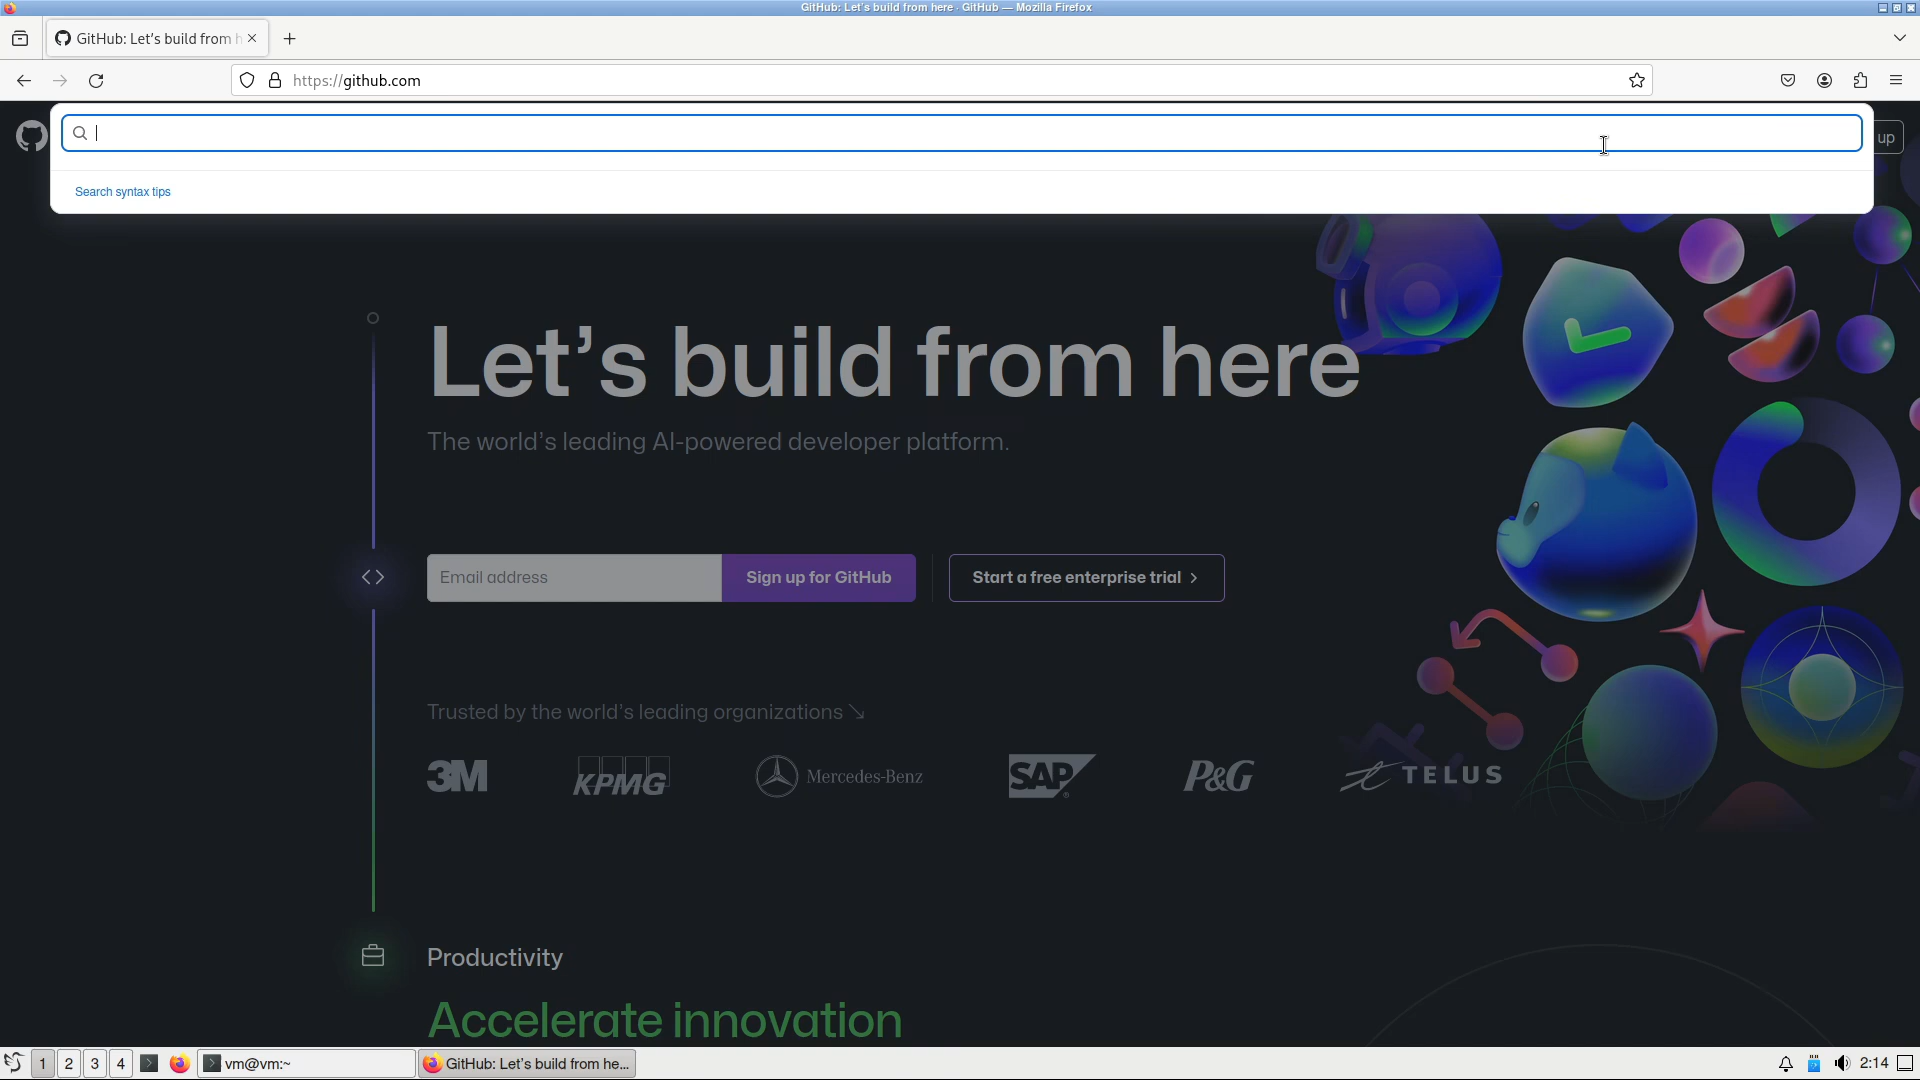 GitHub: Let's build from here · GitHub — Mozilla Firefox
GitHub: Let's build from h
https://github.com
up
Search syntax tips
Let's build from here
The world's leading AI-powered developer platform.
Email address
Sign up for GitHub
Start a free enterprise trial
Trusted by the world's leading organizations
3M
KPMG
Mercedes-Benz
SAP
P&G
TELUS
Productivity
Accelerate innovation
1
2
3
4
vm@vm:~
GitHub: Let's build from he...
2:14